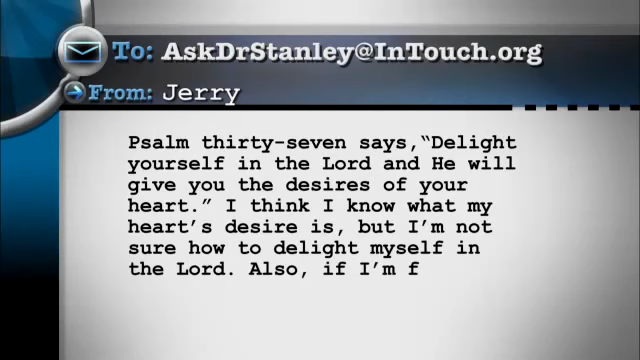 To: AskDrStanley@InTouch.org
From: Jerry
Psalm thirty-seven says,“Delight
yourself in the Lord and He will
give you the desires of your
heart.” I think I know what my
heart’s desire is, but I’m not
sure how to delight myself in
the Lord. Also, if I’m f